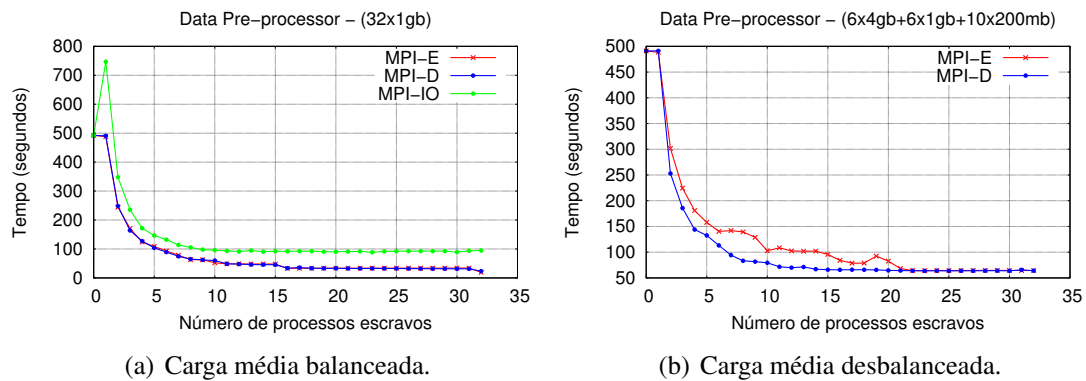 Data Pre-processor - (32x1gb)
800
700
600
500
400
300
200
100
0
Tempo (segundos)
MPI-E
MPI-D
MPI-IO
0 5 10 15 20 25 30 35
Número de processos escravos
(a) Carga média balanceada.
Data Pre-processor - (6x4gb+6x1gb+10x200mb)
500
450
400
350
300
250
200
150
100
50
Tempo (segundos)
MPI-E
MPI-D
0 5 10 15 20 25 30 35
Número de processos escravos
(b) Carga média desbalanceada.